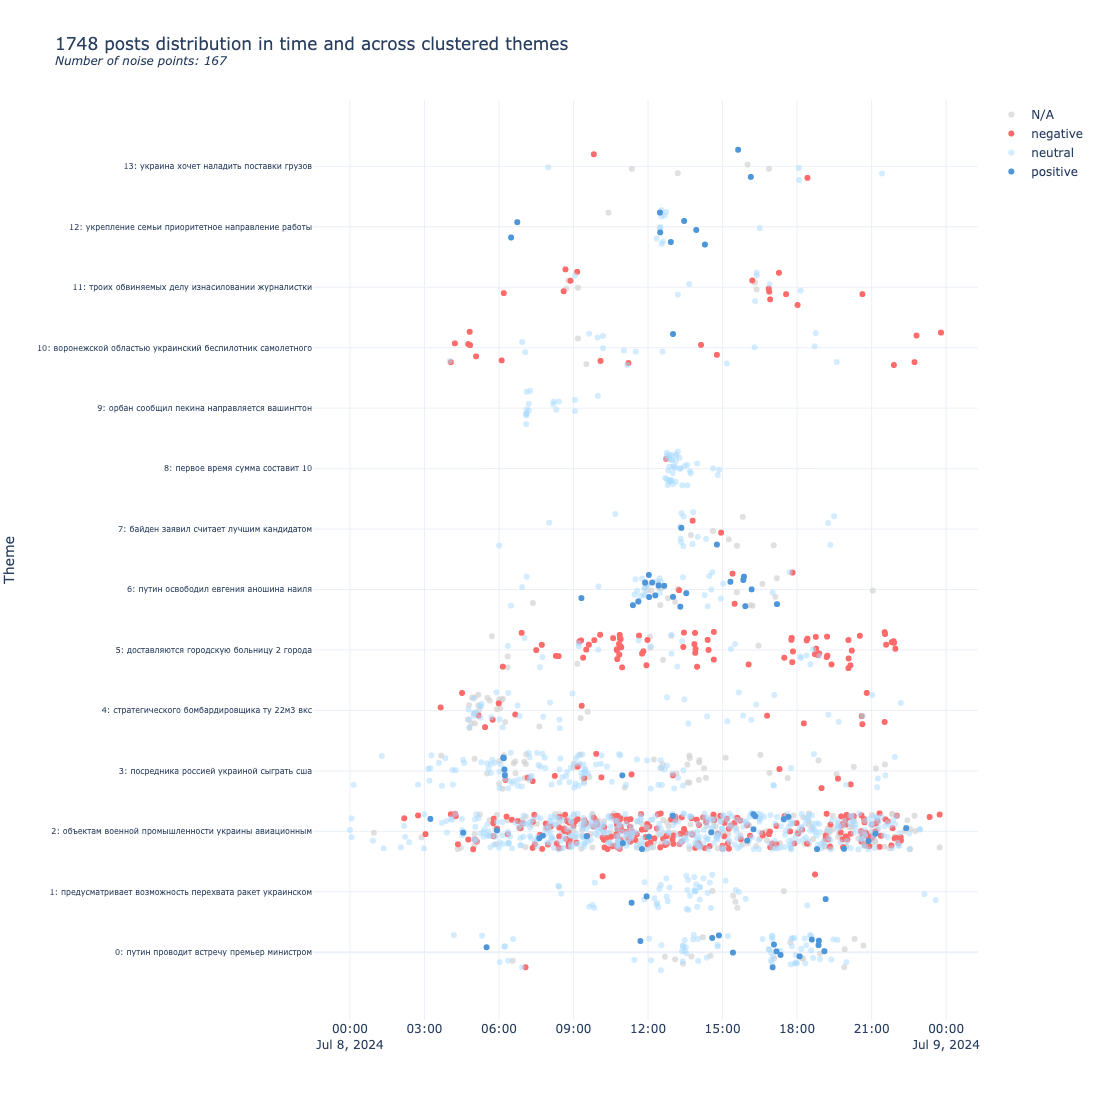 1748 posts distribution in time and across clustered themes
Number of noise points: 167
N/A
negative
neutral
positive
Theme
13: украина хочет наладить поставки грузов
12: укрепление семьи приоритетное направление работы
11: троих обвиняемых делу изнасиловании журналистки
10: воронежской областью украинский беспилотник самолетного
9: орбан сообщил пекина направляется вашингтон
8: первое время сумма составит 10
7: байден заявил считает лучшим кандидатом
6: путин освободил евгения аношина наиля
5: доставляются городскую больницу 2 города
4: стратегического бомбардировщика ту 22м3 вкс
3: посредника россией украиной сыграть сша
2: объектам военной промышленности украины авиационным
1: предусматривает возможность перехвата ракет украинском
0: путин проводит встречу премьер министром
00:00 03:00 06:00 09:00 12:00 15:00 18:00 21:00 00:00
Jul 8, 2024 Jul 9, 2024